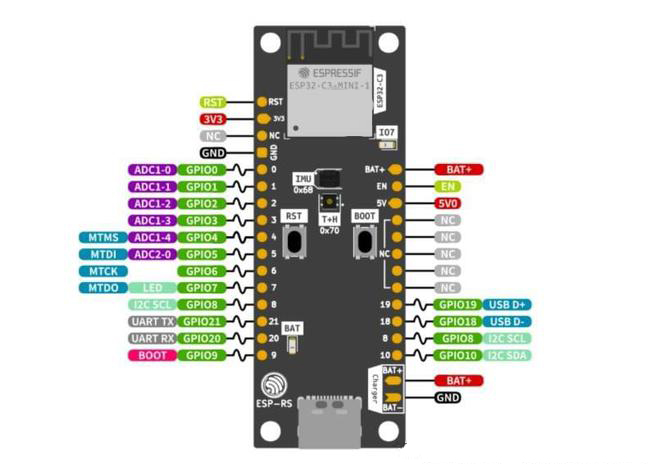 ESPRESSIF
ESP32-C3-MINI-1
ESP32-C3
IO7
RST RST
3V3 3V3
NC NC
GND GND
ADC1-0 GPIO0 0
ADC1-1 GPIO1 1
ADC1-2 GPIO2 2
ADC1-3 GPIO3 3
MTMS ADC1-4 GPIO4 4
MTDI ADC2-0 GPIO5 5
MTCK GPIO6 6
MTDO LED GPIO7 7
I2C SCL GPIO8 8
UART TX GPIO21 21
UART RX GPIO20 20
BOOT GPIO9 9
IMU
0x68
T+H
0x70
RST
BOOT
BAT
BAT+ BAT+
EN EN
5V 5V0
NC
NC
NC NC
NC
NC
19 GPIO19 USB D+
18 GPIO18 USB D-
8 GPIO8 I2C SCL
10 GPIO10 I2C SDA
Charger
BAT+ BAT+
BAT- GND
ESP-RS